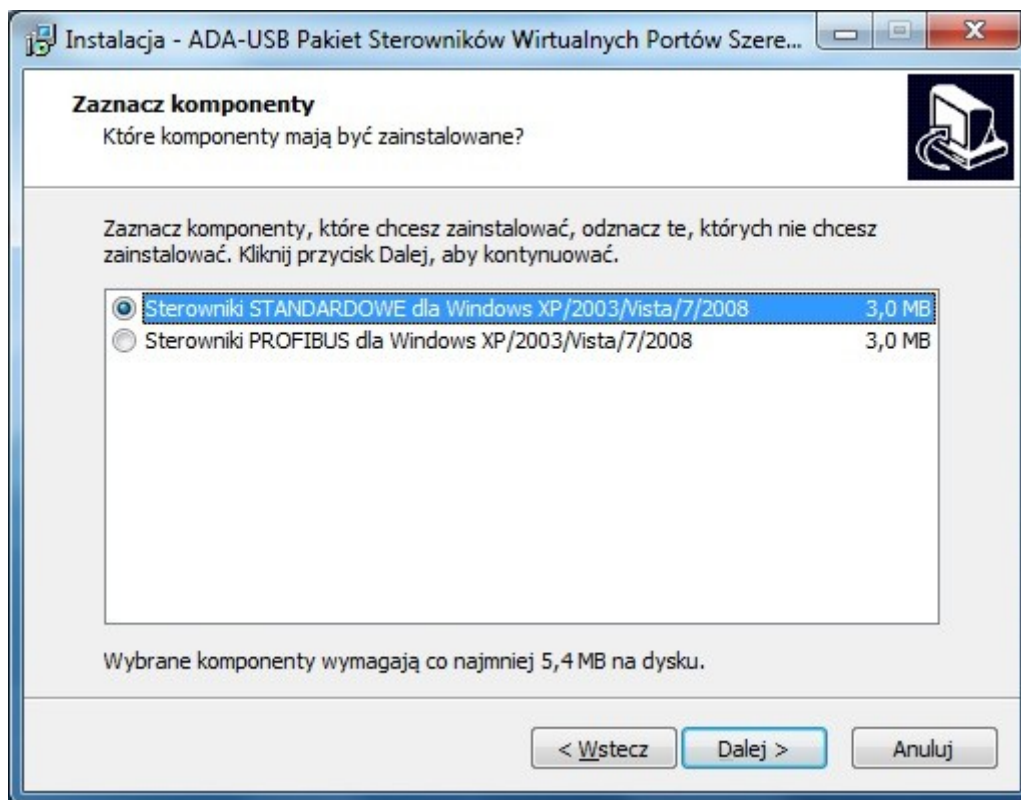 Instalacja - ADA-USB Pakiet Sterowników Wirtualnych Portów Szere...
Zaznacz komponenty
Które komponenty mają być zainstalowane?
Zaznacz komponenty, które chcesz zainstalować, odznacz te, których nie chcesz
zainstalować. Kliknij przycisk Dalej, aby kontynuować.
Sterowniki STANDARDOWE dla Windows XP/2003/Vista/7/2008 3,0 MB
Sterowniki PROFIBUS dla Windows XP/2003/Vista/7/2008 3,0 MB
Wybrane komponenty wymagają co najmniej 5,4 MB na dysku.
< Wstecz Dalej > Anuluj